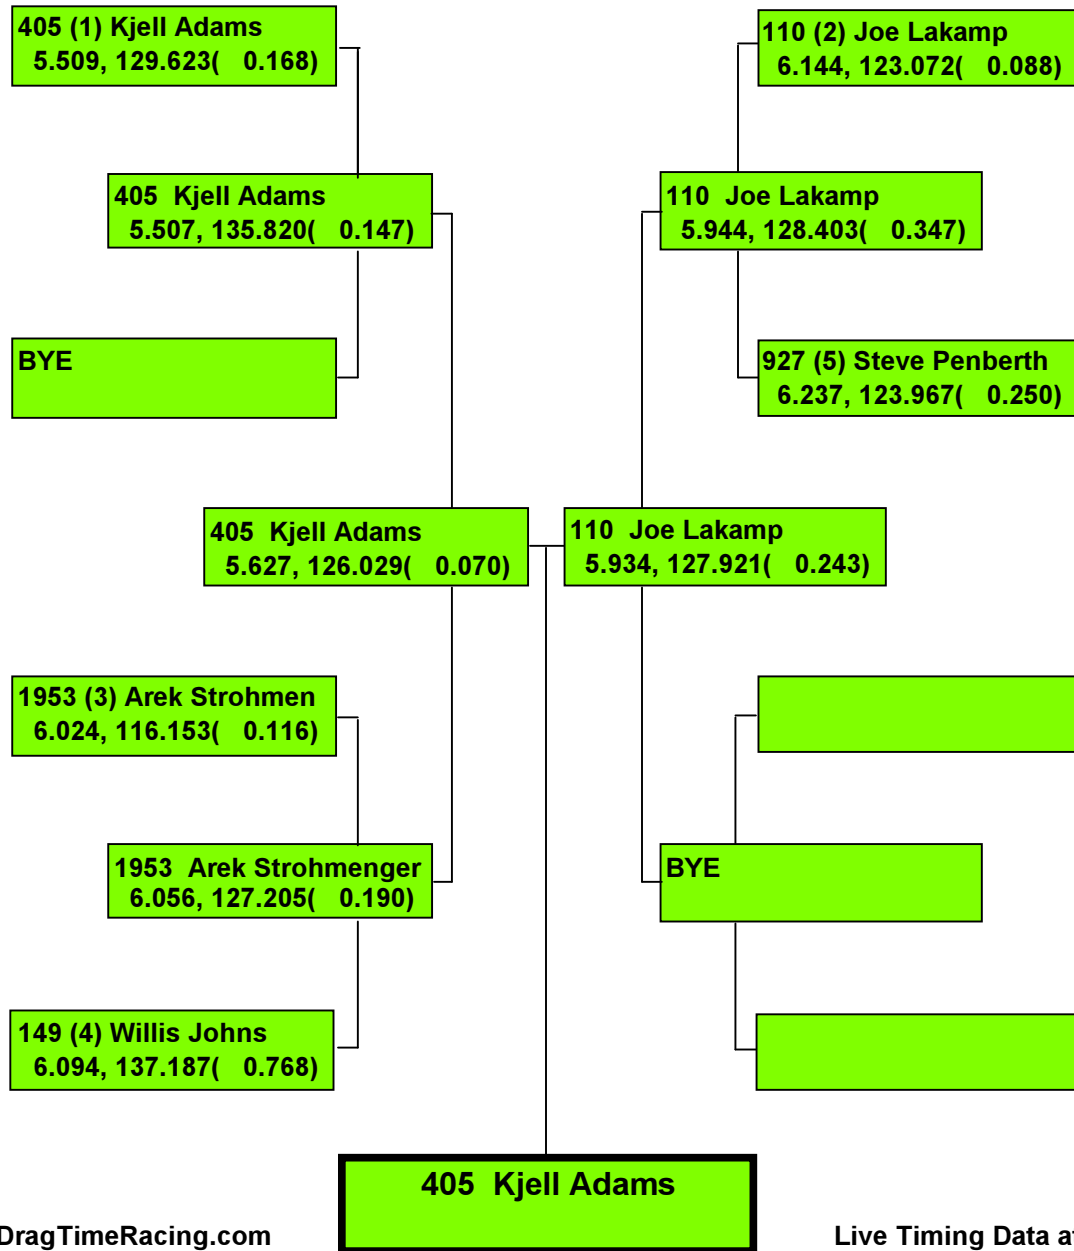 405 (1) Kjell Adams
5.509, 129.623( 0.168)
110 (2) Joe Lakamp
6.144, 123.072( 0.088)
405 Kjell Adams
5.507, 135.820( 0.147)
110 Joe Lakamp
5.944, 128.403( 0.347)
BYE
927 (5) Steve Penberth
6.237, 123.967( 0.250)
405 Kjell Adams
5.627, 126.029( 0.070)
110 Joe Lakamp
5.934, 127.921( 0.243)
1953 (3) Arek Strohmen
6.024, 116.153( 0.116)
1953 Arek Strohmenger
6.056, 127.205( 0.190)
BYE
149 (4) Willis Johns
6.094, 137.187( 0.768)
405 Kjell Adams
DragTimeRacing.com
Live Timing Data at